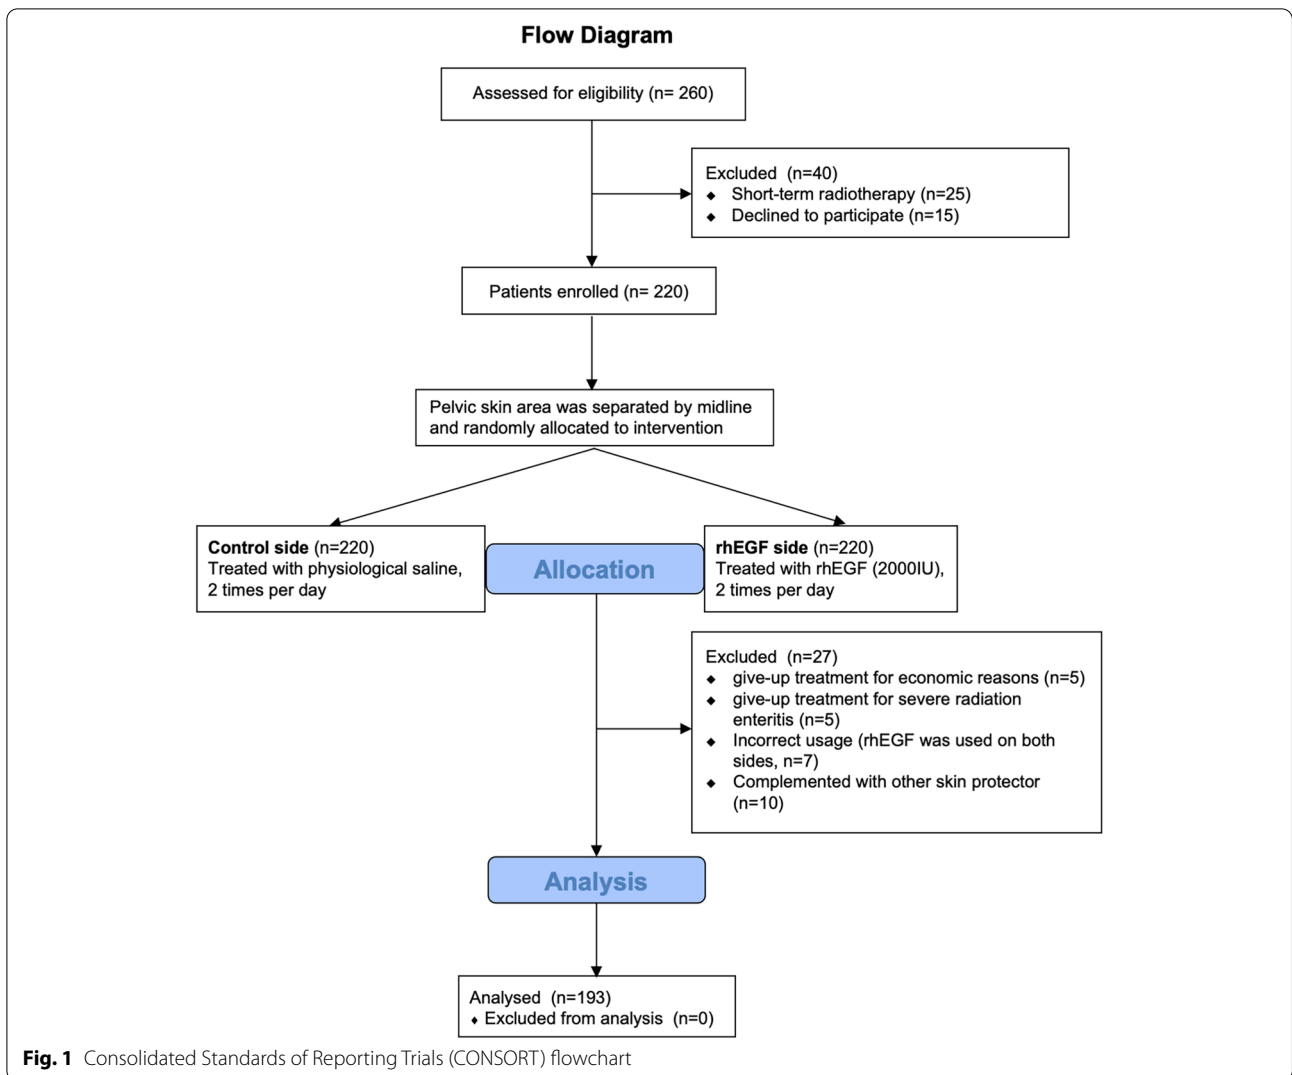 Flow Diagram
Assessed for eligibility (n= 260)
Excluded (n=40)
◆ Short-term radiotherapy (n=25)
◆ Declined to participate (n=15)
Patients enrolled (n= 220)
Pelvic skin area was separated by midline
and randomly allocated to intervention
Control side (n=220)
Treated with physiological saline,
2 times per day
Allocation
rhEGF side (n=220)
Treated with rhEGF (2000IU),
2 times per day
Excluded (n=27)
◆ give-up treatment for economic reasons (n=5)
◆ give-up treatment for severe radiation
enteritis (n=5)
◆ Incorrect usage (rhEGF was used on both
sides, n=7)
◆ Complemented with other skin protector
(n=10)
Analysis
Analysed (n=193)
♦ Excluded from analysis (n=0)
Fig. 1 Consolidated Standards of Reporting Trials (CONSORT) flowchart